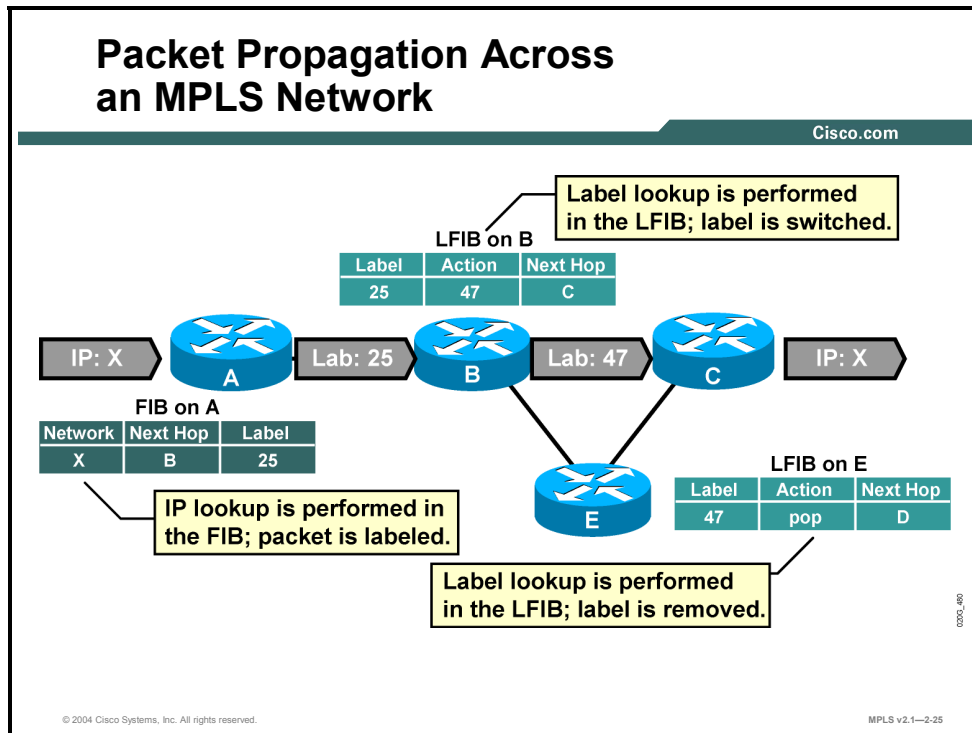 Packet Propagation Across
an MPLS Network
Cisco.com
Label lookup is performed
in the LFIB; label is switched.
LFIB on B
Label Action Next Hop
25 47 C
IP: X
A
Lab: 25
B
Lab: 47
C
IP: X
FIB on A
Network Next Hop Label
X B 25
IP lookup is performed in
the FIB; packet is labeled.
E
LFIB on E
Label Action Next Hop
47 pop D
Label lookup is performed
in the LFIB; label is removed.
020G_480
© 2004 Cisco Systems, Inc. All rights reserved.
MPLS v2.1—2-25